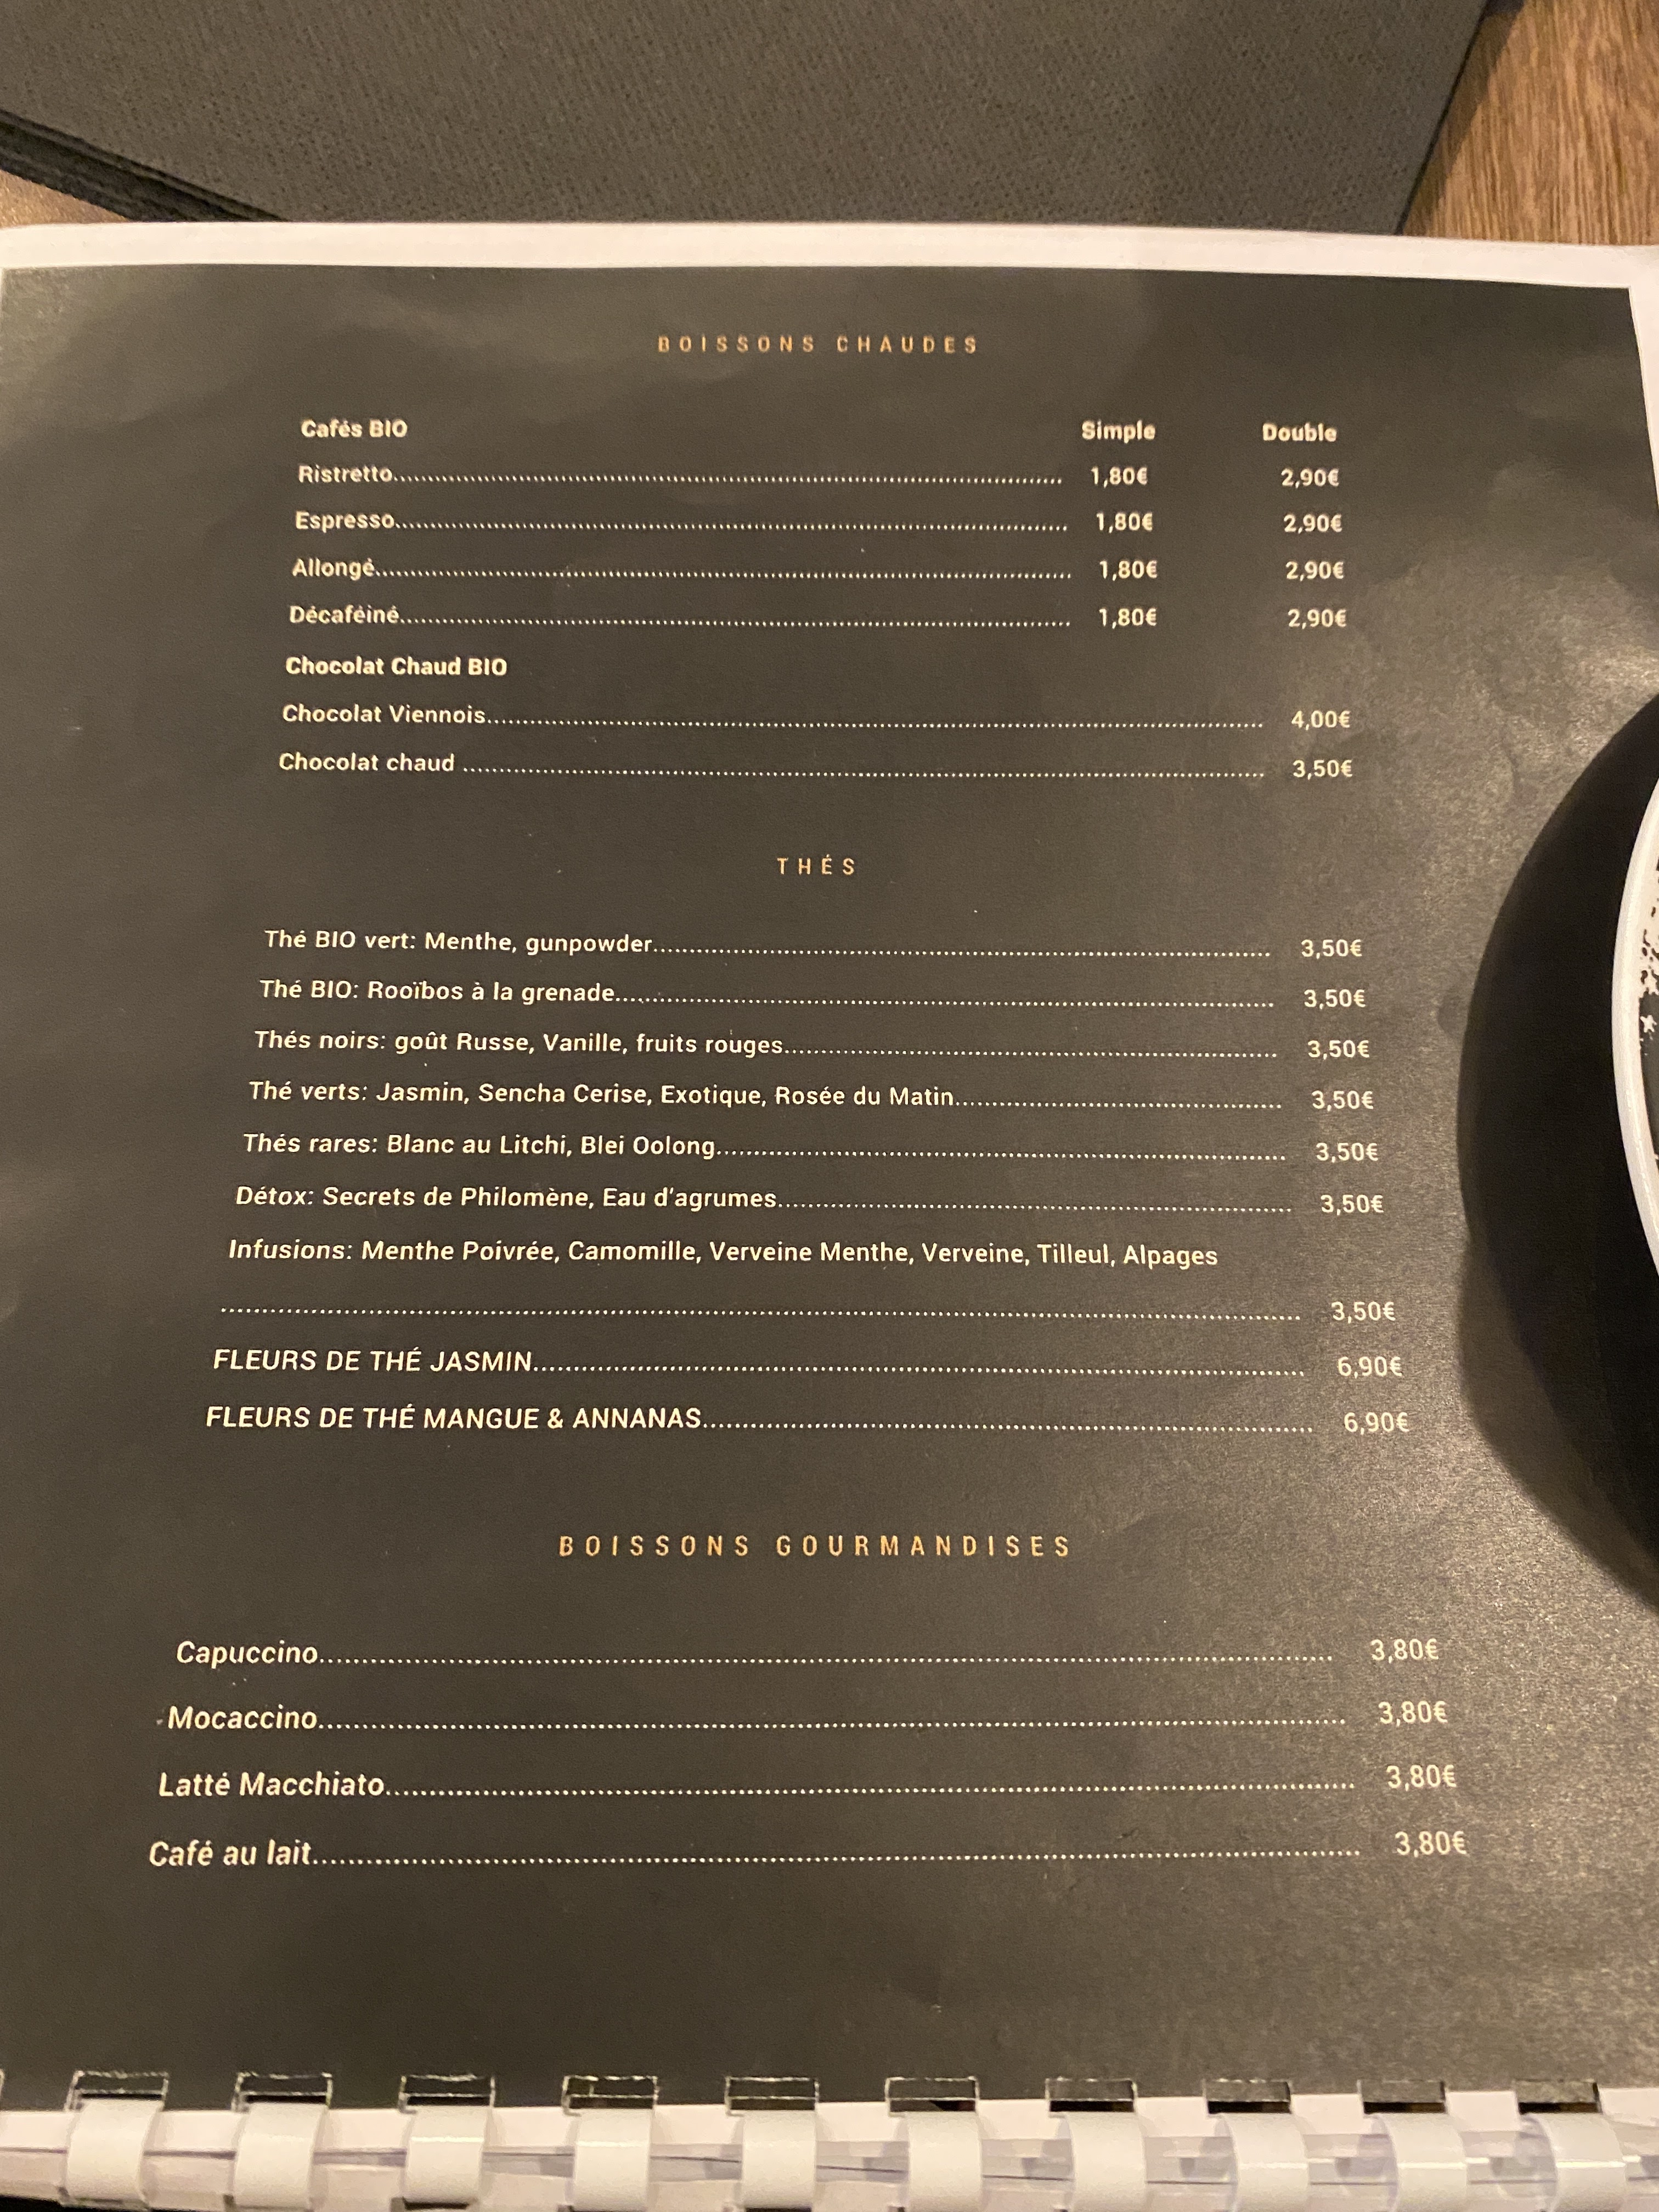 BOISSONS CHAUDES
Cafés BIO Simple Double
Ristretto 1,80€ 2,90€
Espresso 1,80€ 2,90€
Allongé 1,80€ 2,90€
Décaféiné 1,80€ 2,90€
Chocolat Chaud BIO
Chocolat Viennois 4,00€
Chocolat chaud 3,50€
THÉS
Thé BIO vert: Menthe, gunpowder 3,50€
Thé BIO: Rooïbos à la grenade 3,50€
Thés noirs: goût Russe, Vanille, fruits rouges 3,50€
Thé verts: Jasmin, Sencha Cerise, Exotique, Rosée du Matin 3,50€
Thés rares: Blanc au Litchi, Blei Oolong 3,50€
Détox: Secrets de Philomène, Eau d'agrumes 3,50€
Infusions: Menthe Poivrée, Camomille, Verveine Menthe, Verveine, Tilleul, Alpages
3,50€
FLEURS DE THÉ JASMIN 6,90€
FLEURS DE THÉ MANGUE & ANNANAS 6,90€
BOISSONS GOURMANDISES
Capuccino 3,80€
Mocaccino 3,80€
Latté Macchiato 3,80€
Café au lait 3,80€